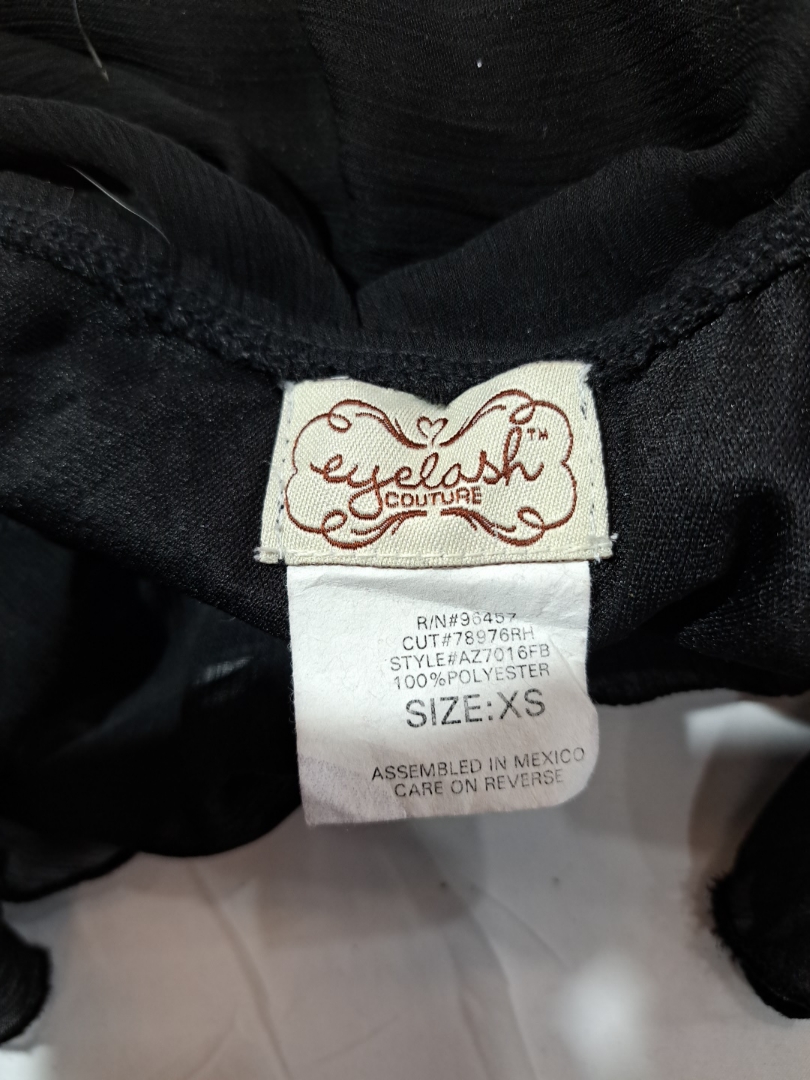 eyelash™
COUTURE
R/N#96457
CUT#78976RH
STYLE#AZ7016FB
100%POLYESTER
SIZE:XS
ASSEMBLED IN MEXICO
CARE ON REVERSE